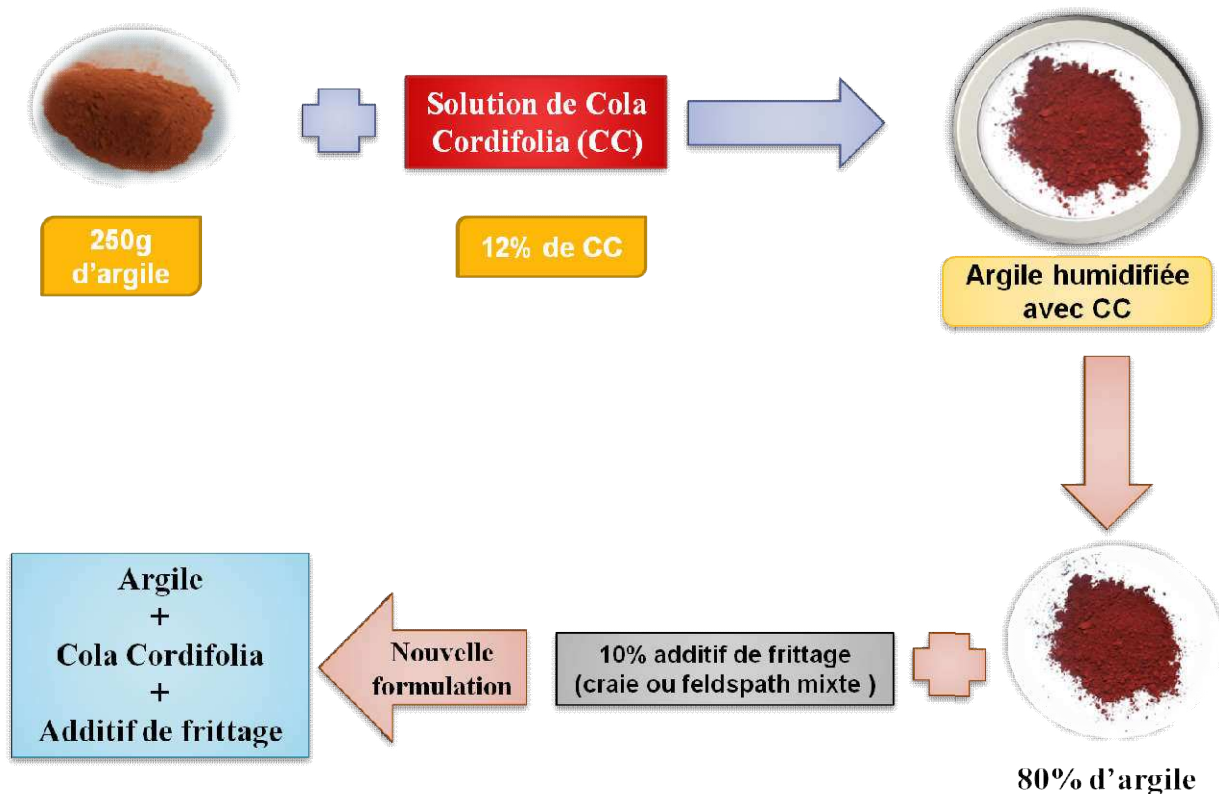 Solution de Cola
Cordifolia (CC)
250g
d’argile
12% de CC
Argile humidifiée
avec CC
Argile
+
Cola Cordifolia
+
Additif de frittage
Nouvelle
formulation
10% additif de frittage
(craie ou feldspath mixte )
80% d’argile